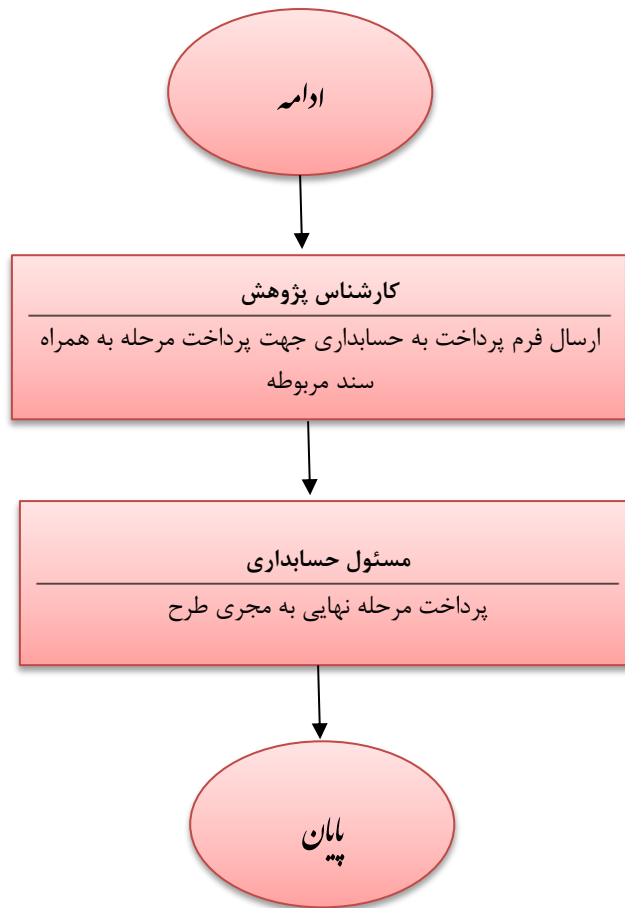 ادامه
کارشناس پژوهش
ارسال فرم پرداخت به حسابداری جهت پرداخت مرحله به همراه
سند مربوطه
مسئول حسابداری
پرداخت مرحله نهایی به مجری طرح
پایان